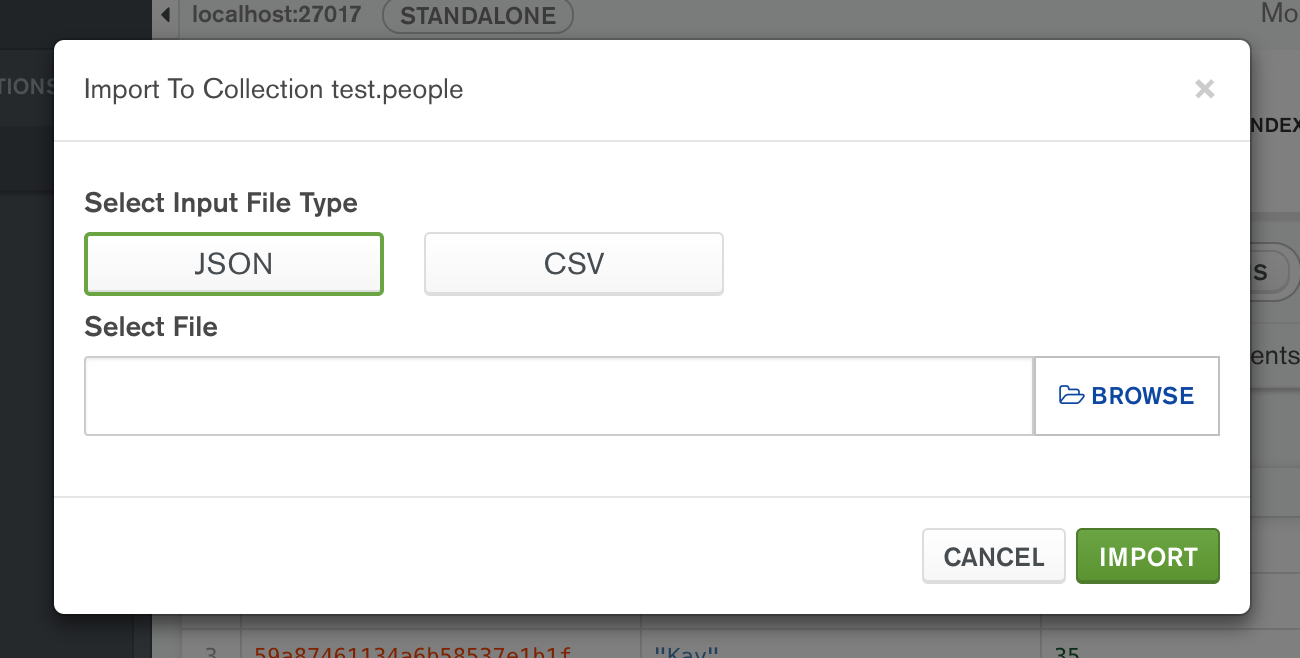 localhost:27017 STANDALONE Mo
TIONS
Import To Collection test.people ×
NDEX
Select Input File Type
JSON CSV
S
Select File
ents
BROWSE
CANCEL IMPORT
3 59a87461134a6b58537e1b1f "Kay" 35